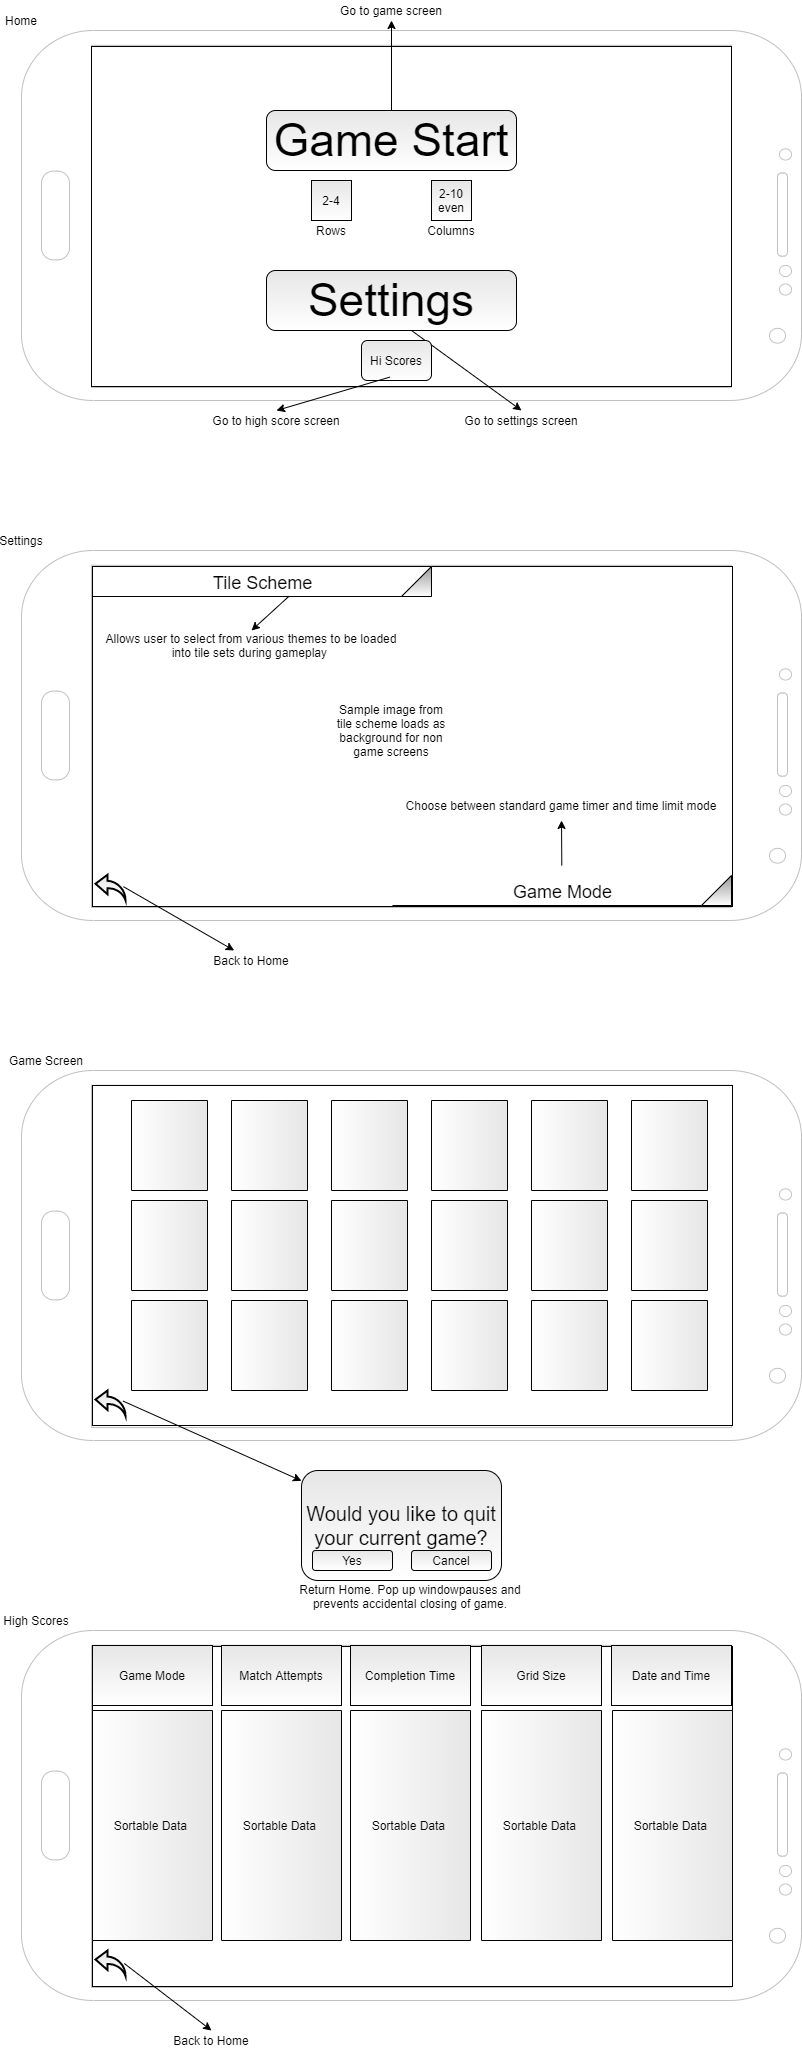 Go to game screen
Home
Game Start
2-4
2-10
even
Rows
Columns
Settings
Hi Scores
Go to high score screen
Go to settings screen
Settings
Tile Scheme
Allows user to select from various themes to be loaded
into tile sets during gameplay
Sample image from
tile scheme loads as
background for non
game screens
Choose between standard game timer and time limit mode
Game Mode
Back to Home
Game Screen
Would you like to quit
your current game?
Yes
Cancel
Return Home. Pop up windowpauses and
prevents accidental closing of game.
High Scores
Game Mode
Match Attempts
Completion Time
Grid Size
Date and Time
Sortable Data
Sortable Data
Sortable Data
Sortable Data
Sortable Data
Back to Home